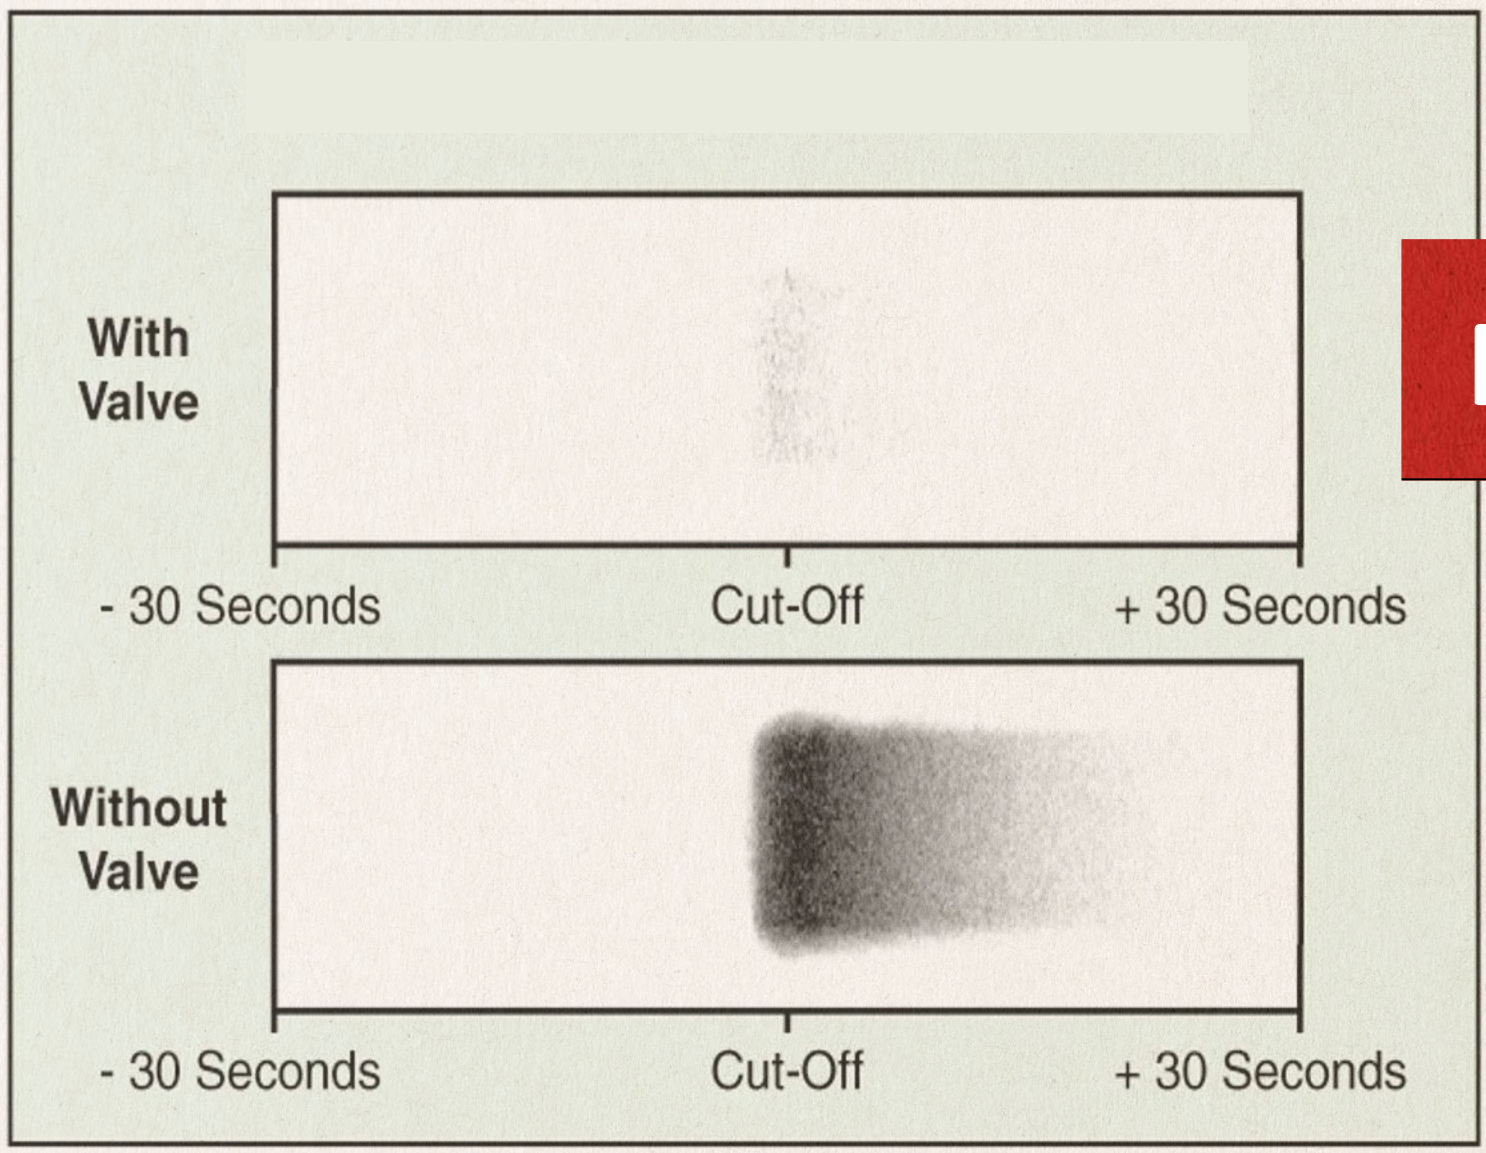 With
Valve
- 30 Seconds Cut-Off + 30 Seconds
Without
Valve
- 30 Seconds Cut-Off + 30 Seconds